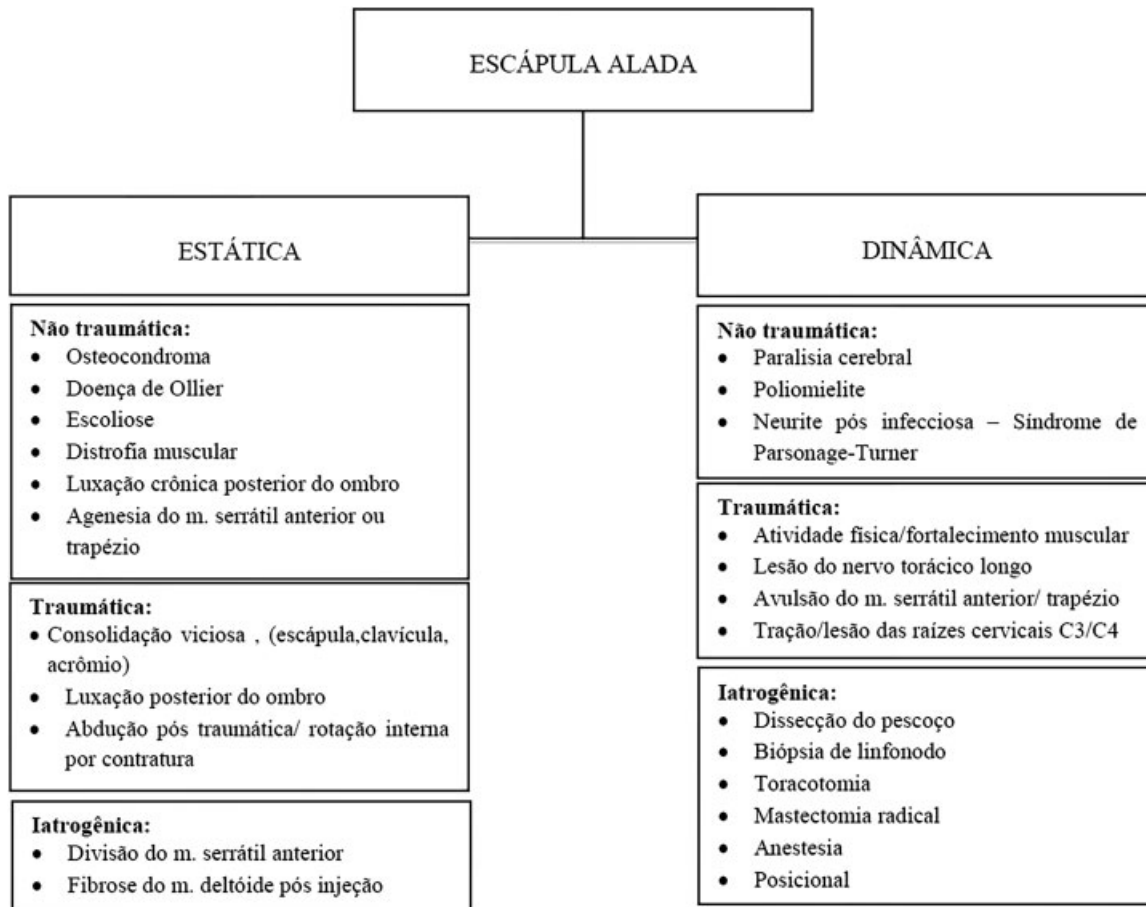 ESCÁPULA ALADA
ESTÁTICA
Não traumática:
• Osteocondroma
• Doença de Ollier
• Escoliose
• Distrofia muscular
• Luxação crônica posterior do ombro
• Agenesia do m. serrátil anterior ou
trapézio
Traumática:
• Consolidação viciosa , (escápula,clavícula,
acrômio)
• Luxação posterior do ombro
• Abdução pós traumática/ rotação interna
por contratura
Iatrogênica:
• Divisão do m. serrátil anterior
• Fibrose do m. deltóide pós injeção
DINÂMICA
Não traumática:
• Paralisia cerebral
• Poliomielite
• Neurite pós infecciosa – Síndrome de
Parsonage-Turner
Traumática:
• Atividade física/fortalecimento muscular
• Lesão do nervo torácico longo
• Avulsão do m. serrátil anterior/ trapézio
• Tração/lesão das raízes cervicais C3/C4
Iatrogênica:
• Dissecção do pescoço
• Biópsia de linfonodo
• Toracotomia
• Mastectomia radical
• Anestesia
• Posicional